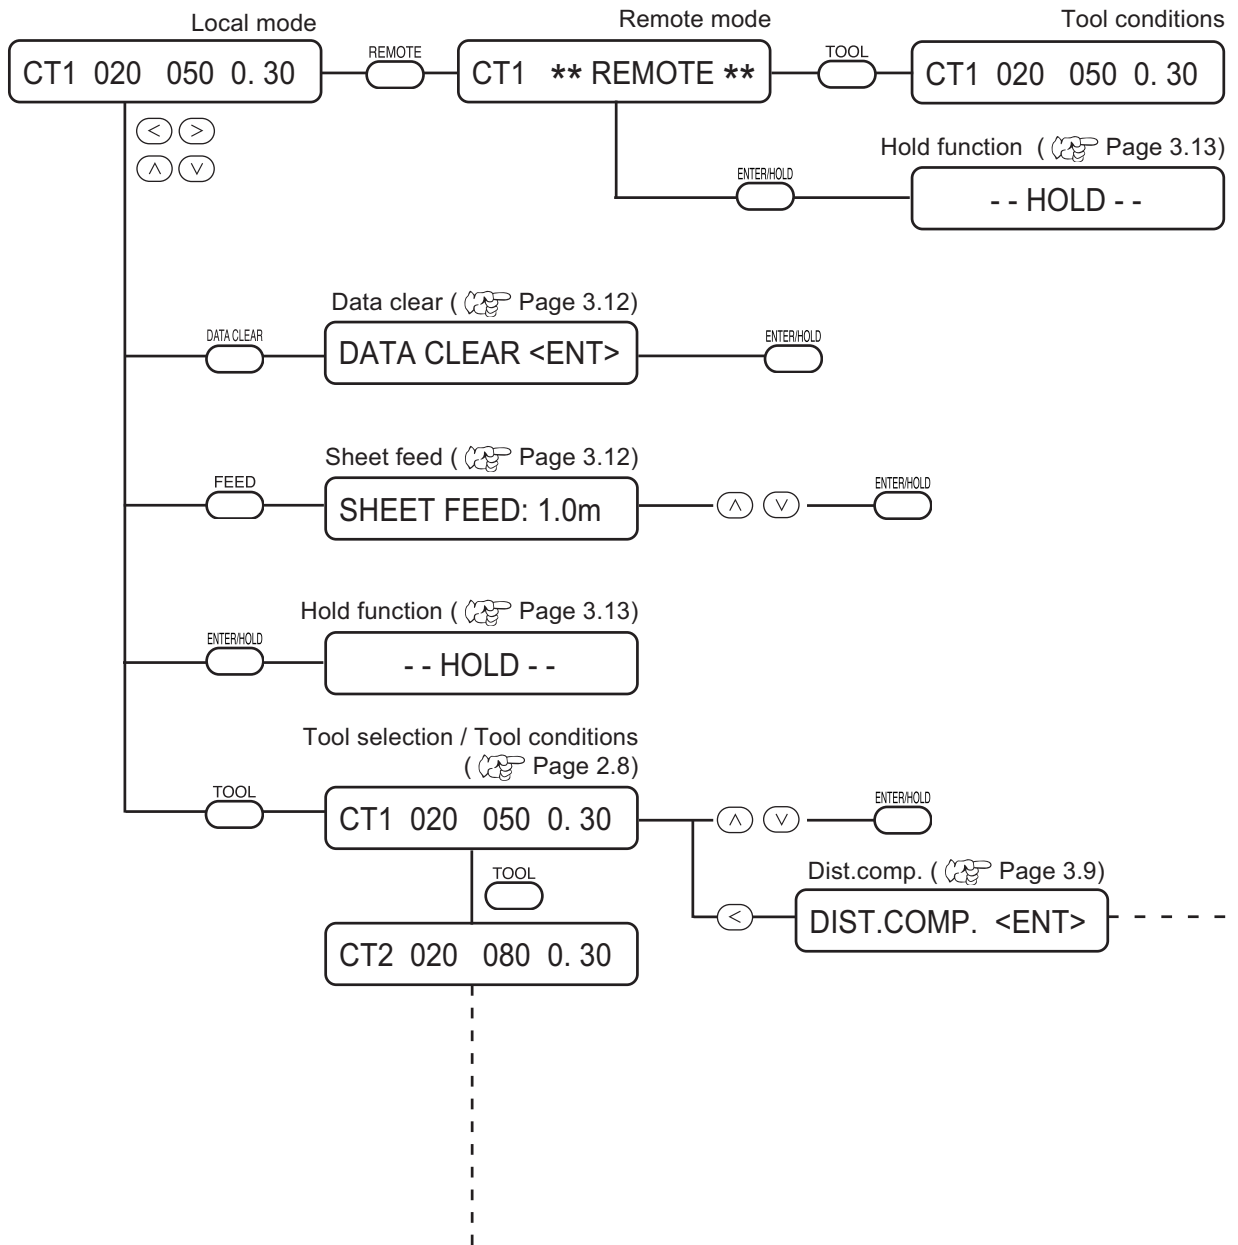 Local mode
Remote mode
Tool conditions
CT1 020 050 0. 30
REMOTE
CT1 ** REMOTE **
TOOL
CT1 020 050 0. 30
< >
∧ ∨
Hold function ( Page 3.13)
ENTER/HOLD
- - HOLD - -
Data clear ( Page 3.12)
DATA CLEAR
DATA CLEAR <ENT>
ENTER/HOLD
Sheet feed ( Page 3.12)
FEED
SHEET FEED: 1.0m
∧ ∨
ENTER/HOLD
Hold function ( Page 3.13)
ENTER/HOLD
- - HOLD - -
Tool selection / Tool conditions
( Page 2.8)
TOOL
CT1 020 050 0. 30
∧ ∨
ENTER/HOLD
TOOL
Dist.comp. ( Page 3.9)
<
DIST.COMP. <ENT>
CT2 020 080 0. 30